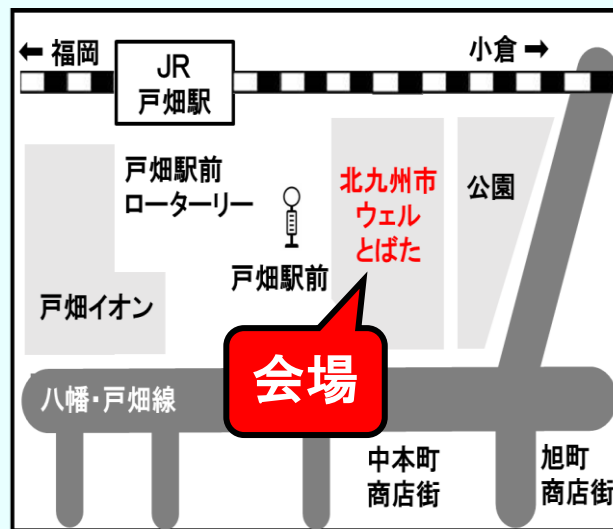 ← 福岡
小倉 →
JR
戸畑駅
戸畑駅前
ローターリー
北九州市
ウェル
とばた
公園
戸畑駅前
戸畑イオン
会場
八幡・戸畑線
中本町
商店街
旭町
商店街